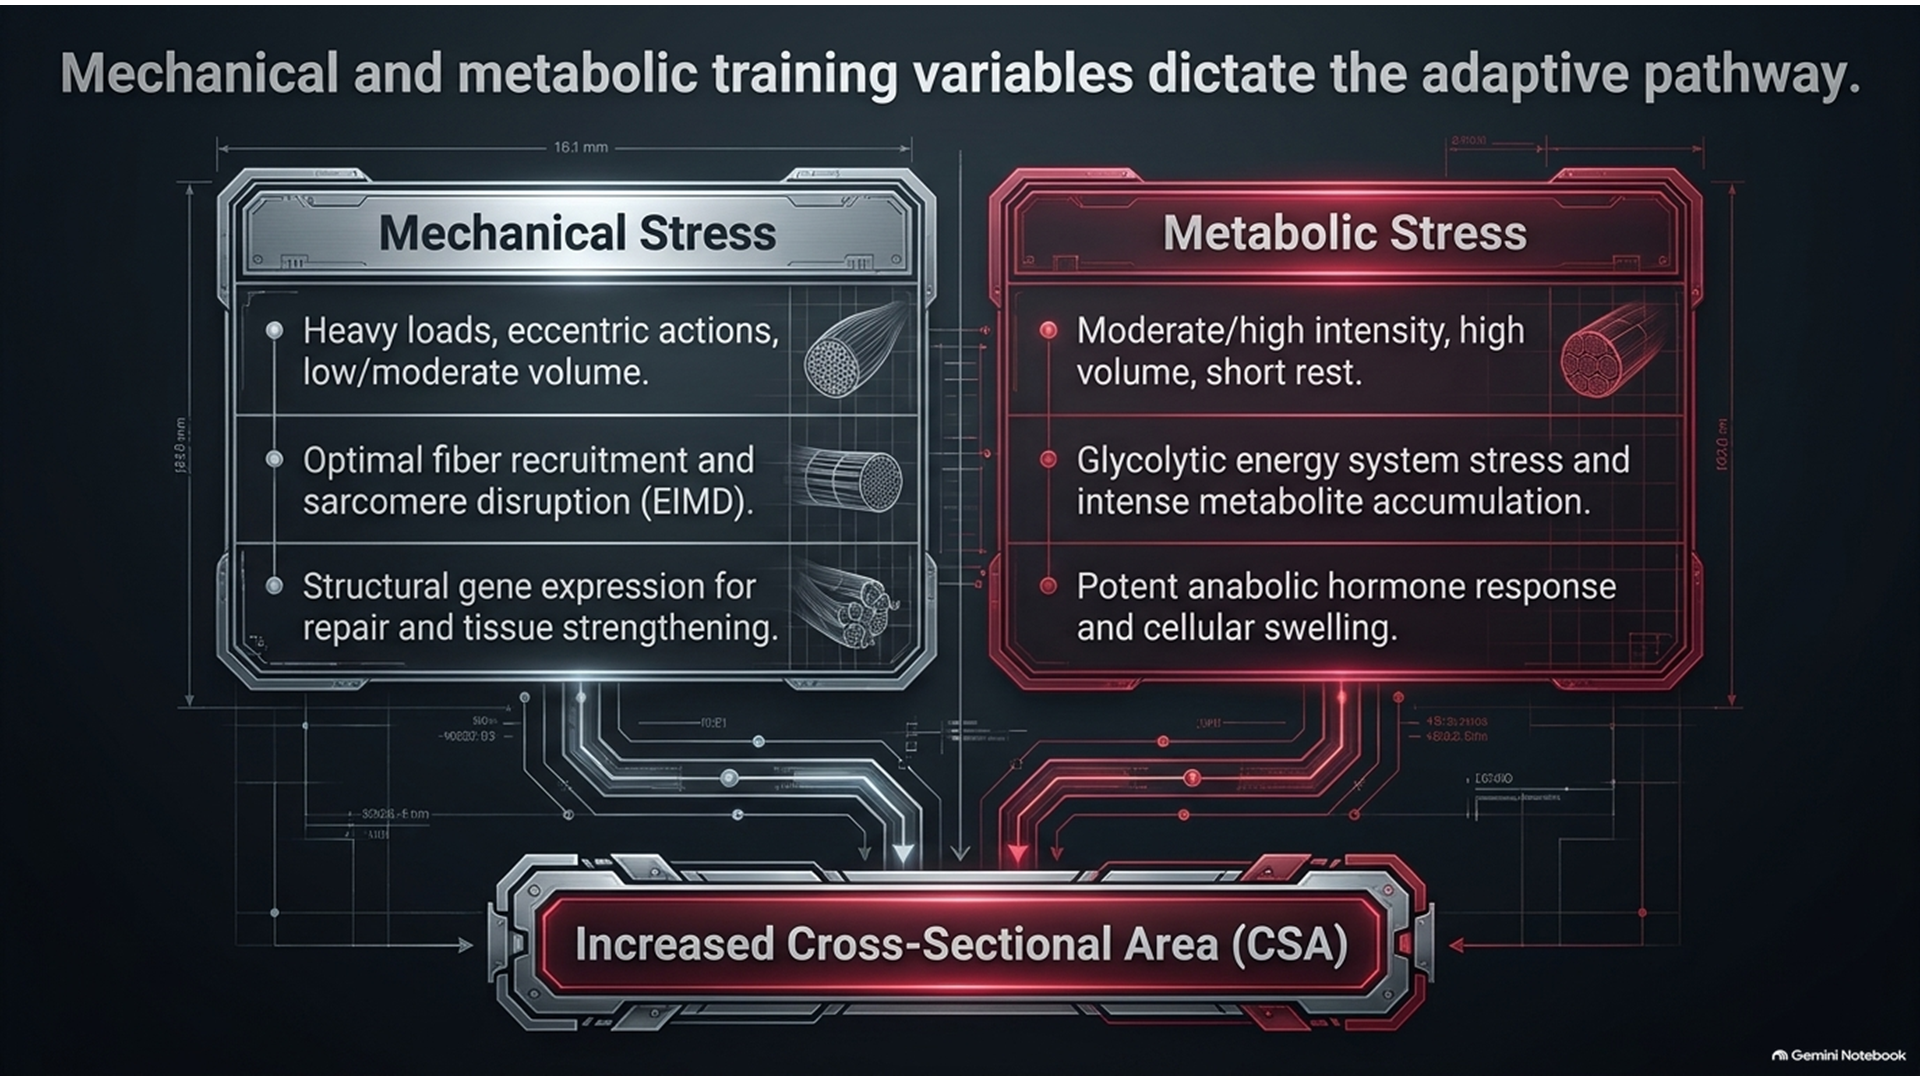 Mechanical and metabolic training variables dictate the adaptive pathway.
16.1 mm
Mechanical Stress
Heavy loads, eccentric actions,
low/moderate volume.
Optimal fiber recruitment and
sarcomere disruption (EIMD).
Structural gene expression for
repair and tissue strengthening.
Metabolic Stress
Moderate/high intensity, high
volume, short rest.
Glycolytic energy system stress and
intense metabolite accumulation.
Potent anabolic hormone response
and cellular swelling.
Increased Cross-Sectional Area (CSA)
Gemini Notebook